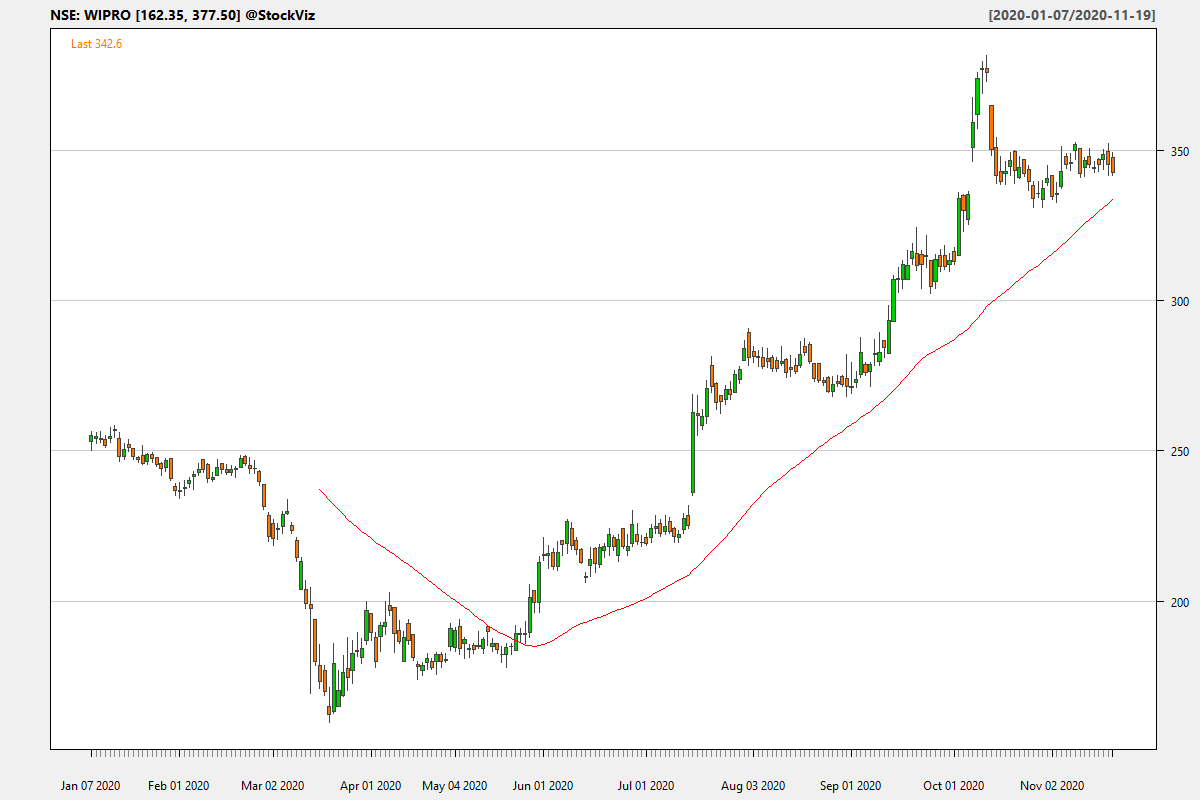 NSE: WIPRO [162.35, 377.50] @StockViz [2020-01-07/2020-11-19]
Last 342.6
350
300
250
200
Jan 07 2020 Feb 01 2020 Mar 02 2020 Apr 01 2020 May 04 2020 Jun 01 2020 Jul 01 2020 Aug 03 2020 Sep 01 2020 Oct 01 2020 Nov 02 2020